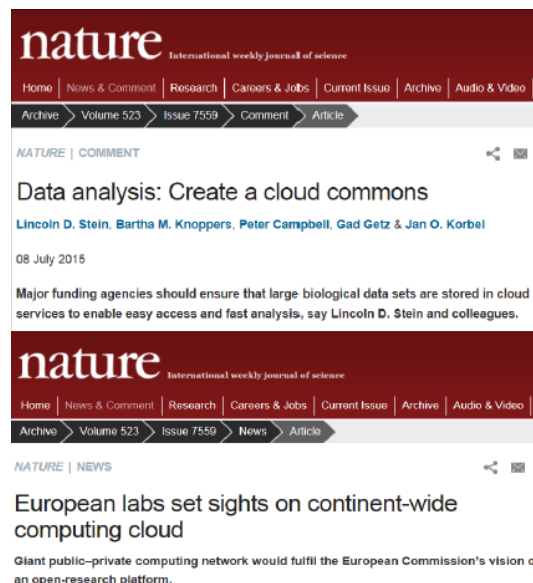 nature International weekly journal of science
Home News & Comment Research Careers & Jobs Current Issue Archive Audio & Video
Archive Volume 523 Issue 7559 Comment Article
NATURE | COMMENT
Data analysis: Create a cloud commons
Lincoln D. Stein, Bartha M. Knoppers, Peter Campbell, Gad Getz & Jan O. Korbel
08 July 2015
Major funding agencies should ensure that large biological data sets are stored in cloud
services to enable easy access and fast analysis, say Lincoln D. Stein and colleagues.
nature International weekly journal of science
Home News & Comment Research Careers & Jobs Current Issue Archive Audio & Video
Archive Volume 523 Issue 7559 News Article
NATURE | NEWS
European labs set sights on continent-wide
computing cloud
Giant public–private computing network would fulfil the European Commission's vision
an open-research platform.